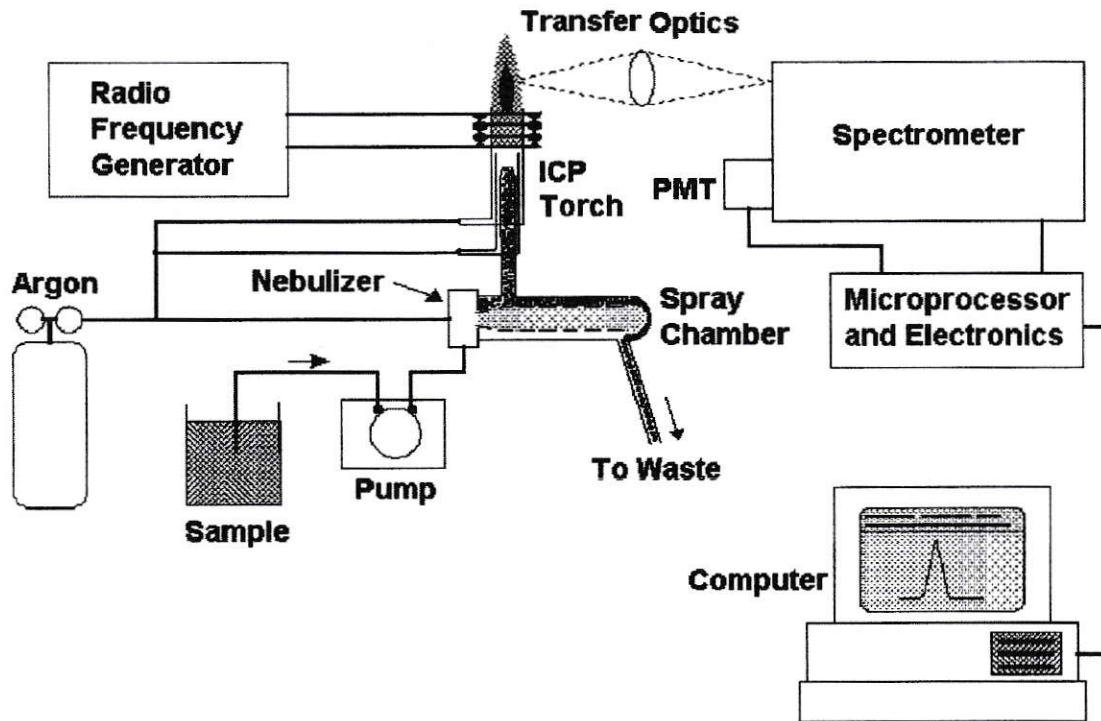 Transfer Optics
Radio
Frequency
Generator
Spectrometer
ICP
Torch
PMT
Argon
Nebulizer
Spray
Chamber
Microprocessor
and Electronics
Pump
To Waste
Sample
Computer